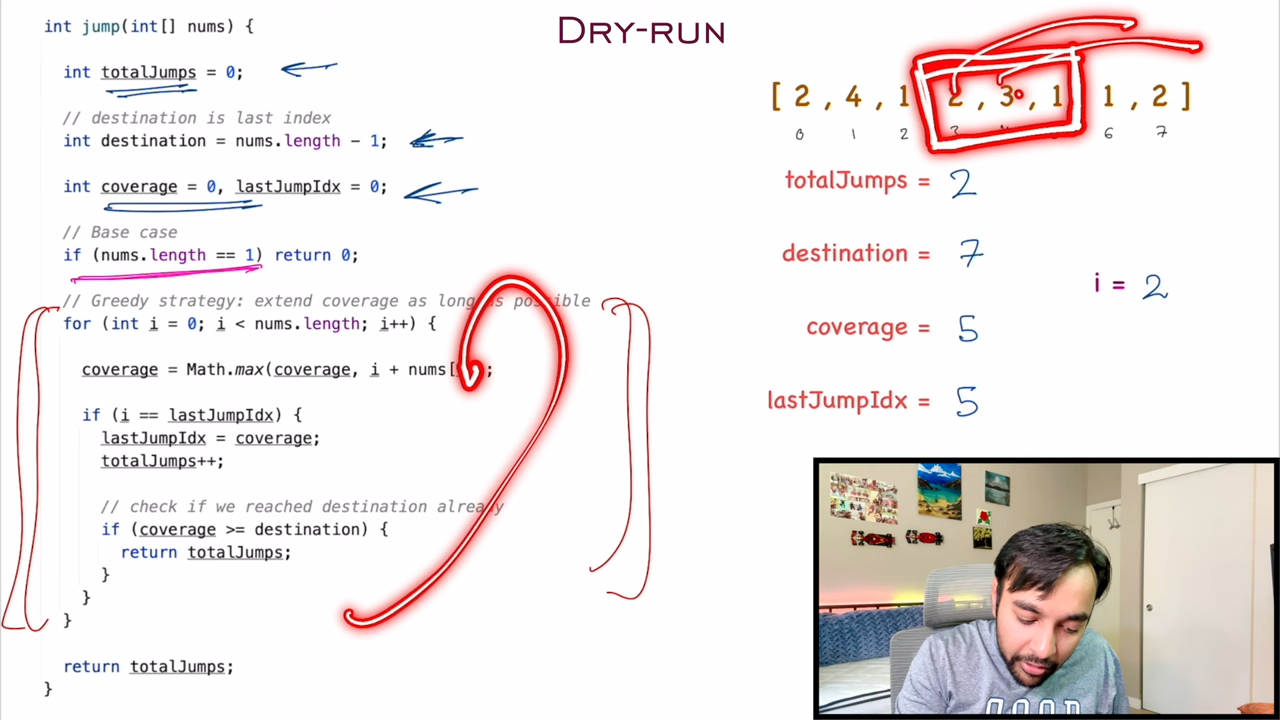 int jump(int[] nums) {
int totalJumps = 0;
// destination is last index
int destination = nums.length - 1;
int coverage = 0, lastJumpIdx = 0;
// Base case
if (nums.length == 1) return 0;
// Greedy strategy: extend coverage as long as possible
for (int i = 0; i < nums.length; i++) {
coverage = Math.max(coverage, i + nums[ ;
if (i == lastJumpIdx) {
lastJumpIdx = coverage;
totalJumps++;
// check if we reached destination already
if (coverage >= destination) {
return totalJumps;
}
}
}
return totalJumps;
}
DRY-RUN
[ 2 , 4 , 1 2 , 3 , 1 1 , 2 ]
0 1 2 6 7
totalJumps = 2
destination = 7
i = 2
coverage = 5
lastJumpIdx = 5